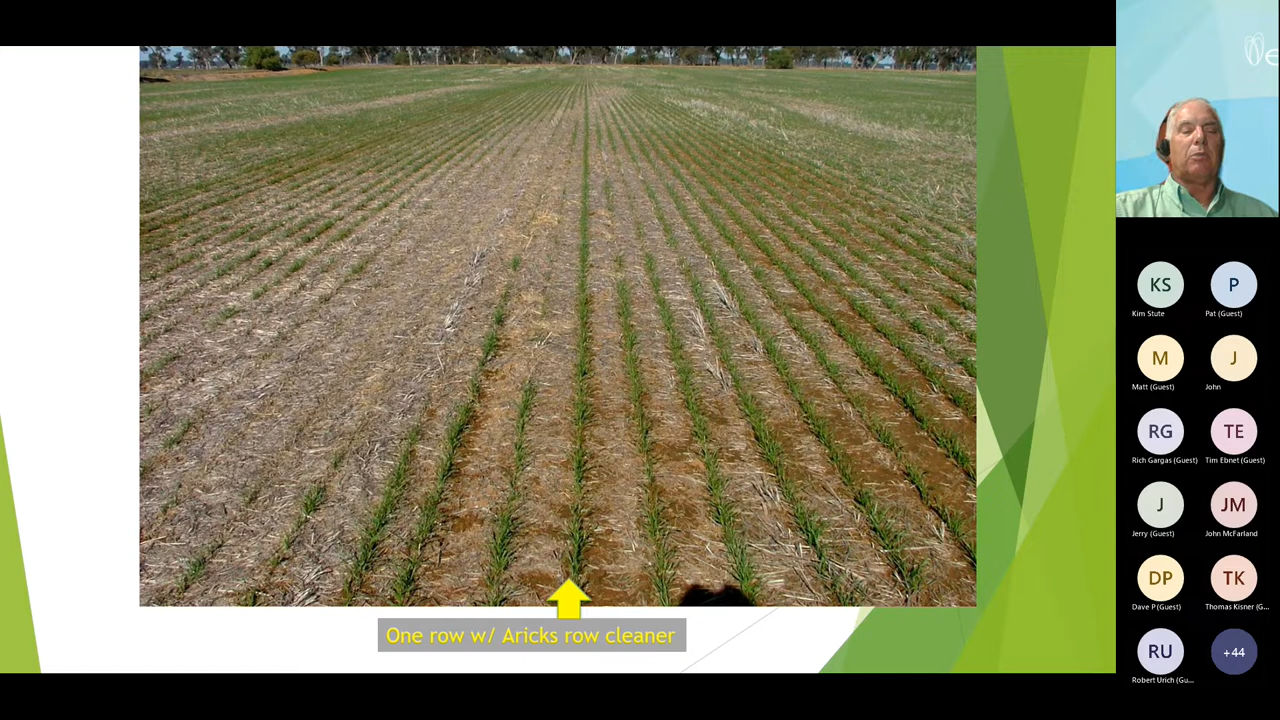 One row w/ Aricks row cleaner
KS
Kim Stute
P
Pat (Guest)
M
Matt (Guest)
J
John
RG
Rich Gargas (Guest)
TE
Tim Ebnet (Guest)
J
Jerry (Guest)
JM
John McFarland
DP
Dave P (Guest)
TK
Thomas Kisner (G...
RU
Robert Urich (Gu...
+44